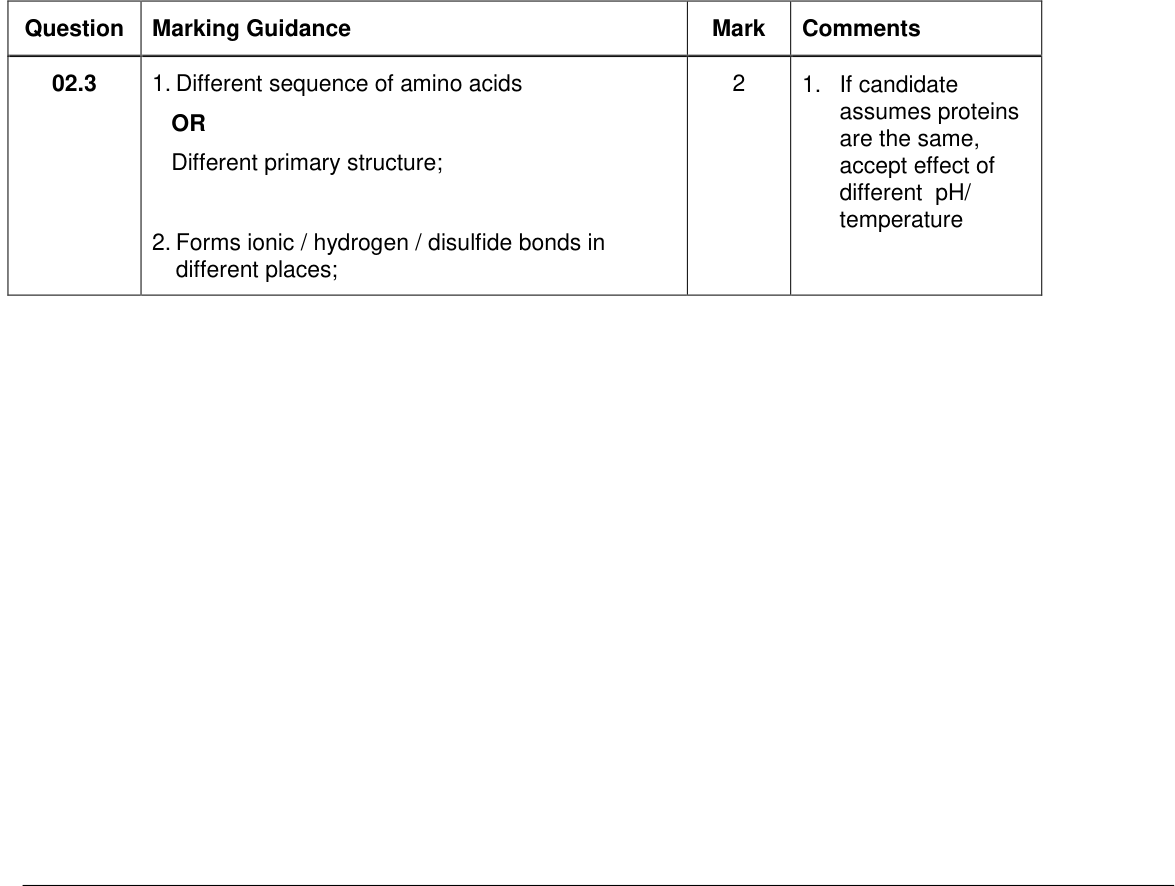 Question Marking Guidance Mark Comments
02.3 1. Different sequence of amino acids 2 1. If candidate
assumes proteins
OR
are the same,
Different primary structure; accept effect of
different pH/
temperature
2. Forms ionic / hydrogen / disulfide bonds in
different places;